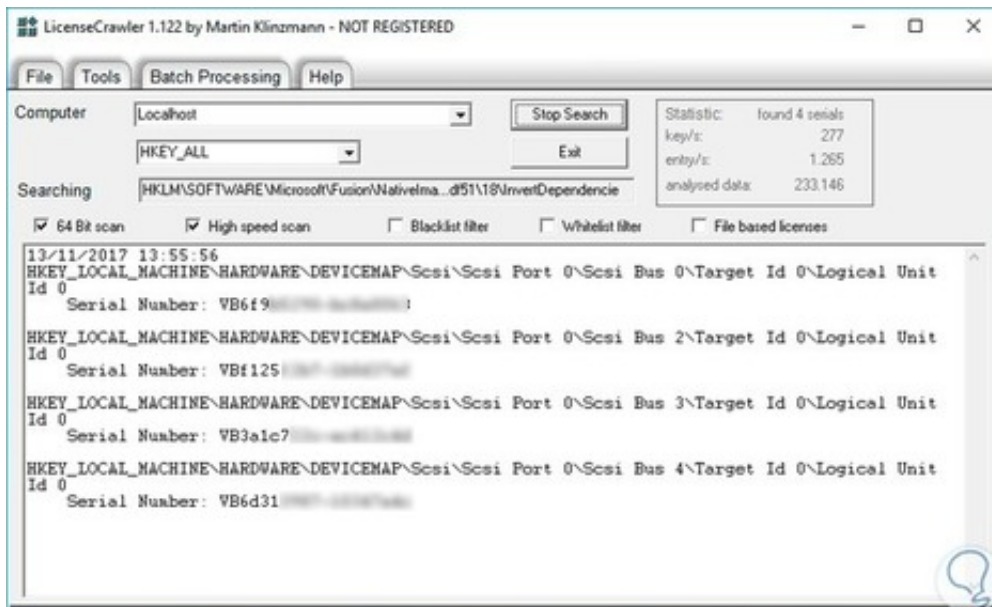 LicenseCrawler 1.122 by Martin Klinzmann - NOT REGISTERED
File Tools Batch Processing Help
Computer Localhost Stop Search
HKEY_ALL Exit
Statistic: found 4 serials
key/s: 277
entry/s: 1.265
analysed data: 233.146
Searching HKLM\SOFTWARE\Microsoft\Fusion\NativeIma...df51\18\InvertDependencie
64 Bit scan High speed scan Blacklist filter Whitelist filter File based licenses
13/11/2017 13:55:56
HKEY_LOCAL_MACHINE\HARDWARE\DEVICEMAP\Scsi\Scsi Port 0\Scsi Bus 0\Target Id 0\Logical Unit
Id 0
Serial Number: VB6f9
HKEY_LOCAL_MACHINE\HARDWARE\DEVICEMAP\Scsi\Scsi Port 0\Scsi Bus 2\Target Id 0\Logical Unit
Id 0
Serial Number: VBf125
HKEY_LOCAL_MACHINE\HARDWARE\DEVICEMAP\Scsi\Scsi Port 0\Scsi Bus 3\Target Id 0\Logical Unit
Id 0
Serial Number: VB3a1c7
HKEY_LOCAL_MACHINE\HARDWARE\DEVICEMAP\Scsi\Scsi Port 0\Scsi Bus 4\Target Id 0\Logical Unit
Id 0
Serial Number: VB6d31